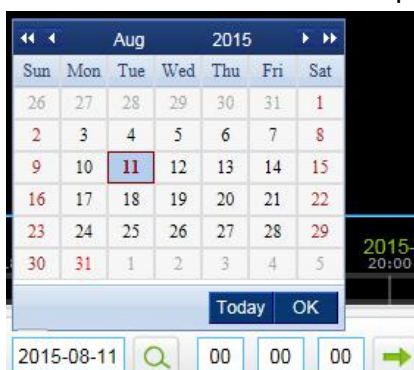 Aug 2015
Sun Mon Tue Wed Thu Fri Sat
26 27 28 29 30 31 1
2 3 4 5 6 7 8
9 10 11 12 13 14 15
16 17 18 19 20 21 22
23 24 25 26 27 28 29
2015-
30 31 1 2 3 4 5
20:00
Today OK
2015-08-11 00 00 00